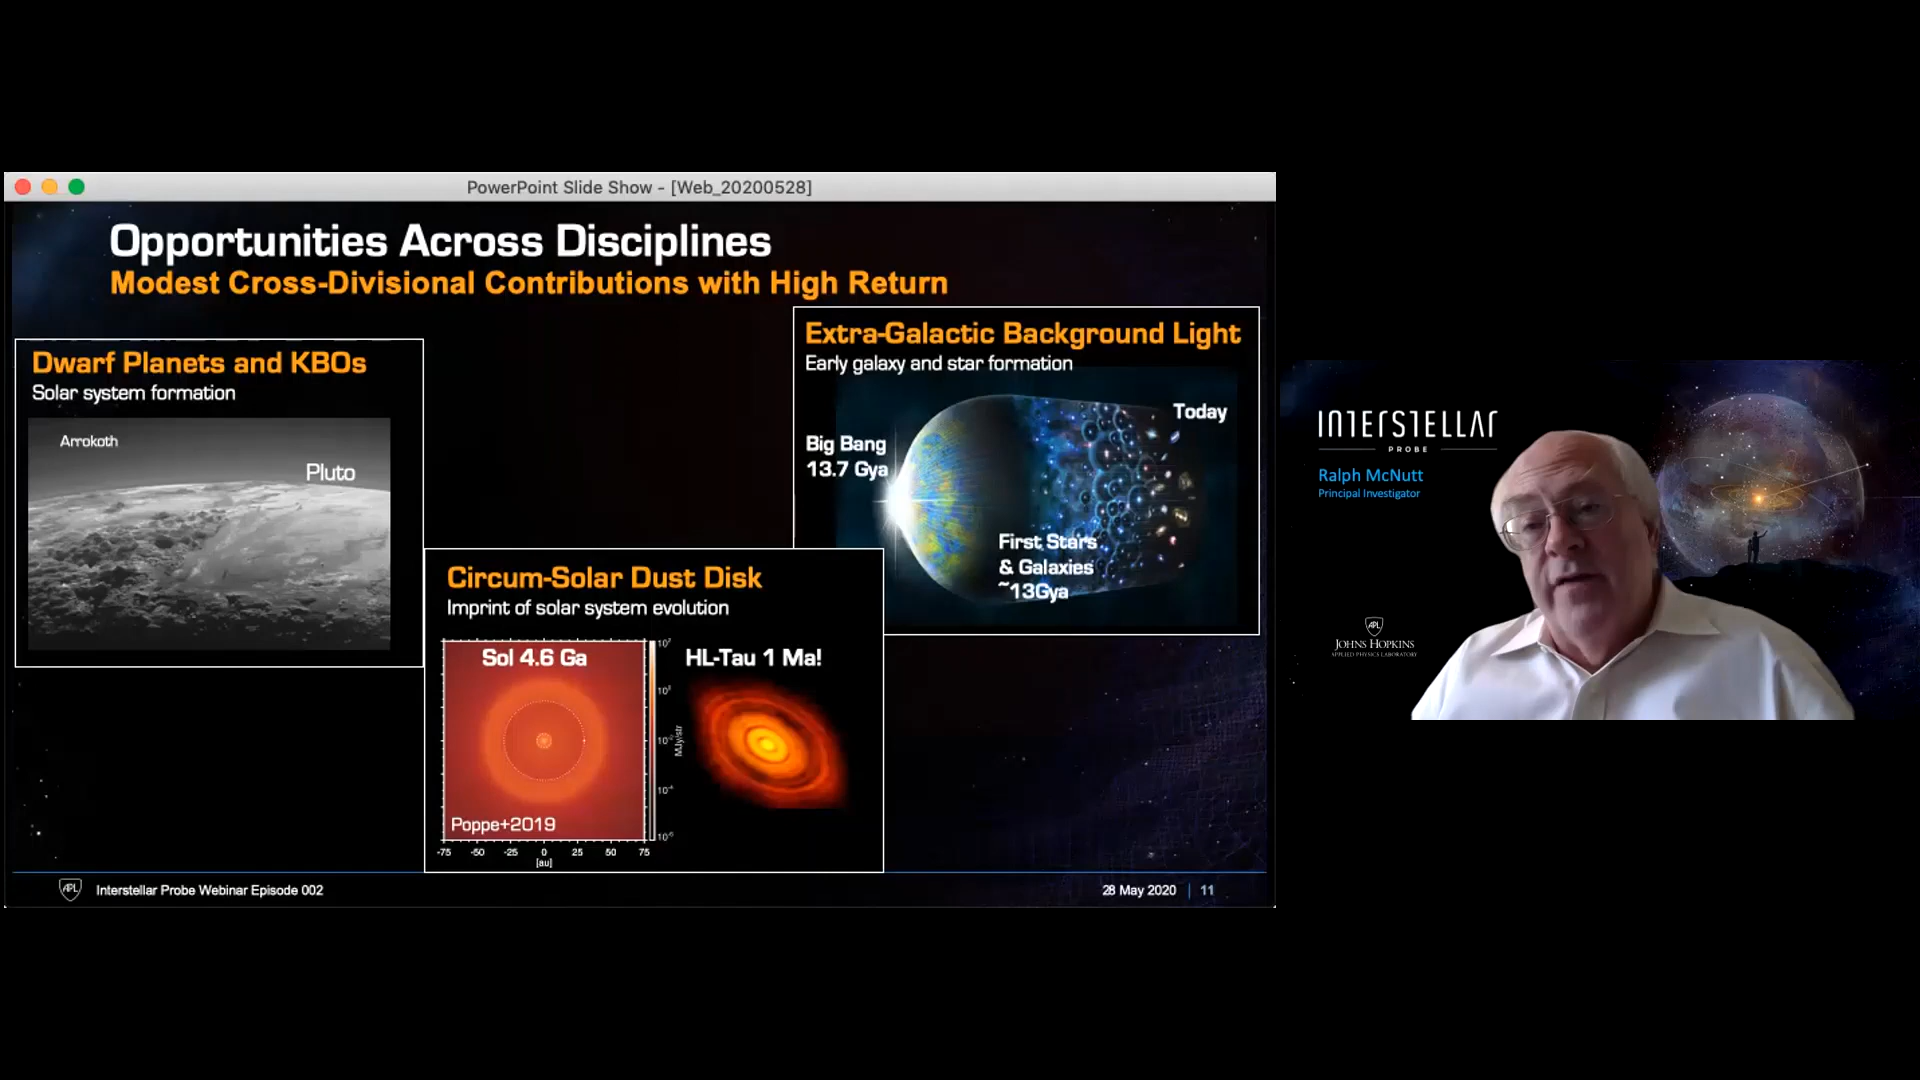 PowerPoint Slide Show - [Web_20200528]
Opportunities Across Disciplines
Modest Cross-Divisional Contributions with High Return
Dwarf Planets and KBOs
Solar system formation
Arrokoth
Pluto
Extra-Galactic Background Light
Early galaxy and star formation
Today
Big Bang
13.7 Gya
First Stars
& Galaxies
~13Gya
Circum-Solar Dust Disk
Imprint of solar system evolution
Sol 4.6 Ga
HL-Tau 1 Ma!
MJy/str
Poppe+2019
-75 -50 -25 0 25 50 75
[au]
Interstellar Probe Webinar Episode 002
28 May 2020 | 11
INTERSTELLAR
PROBE
Ralph McNutt
Principal Investigator
APL
JOHNS HOPKINS
APPLIED PHYSICS LABORATORY